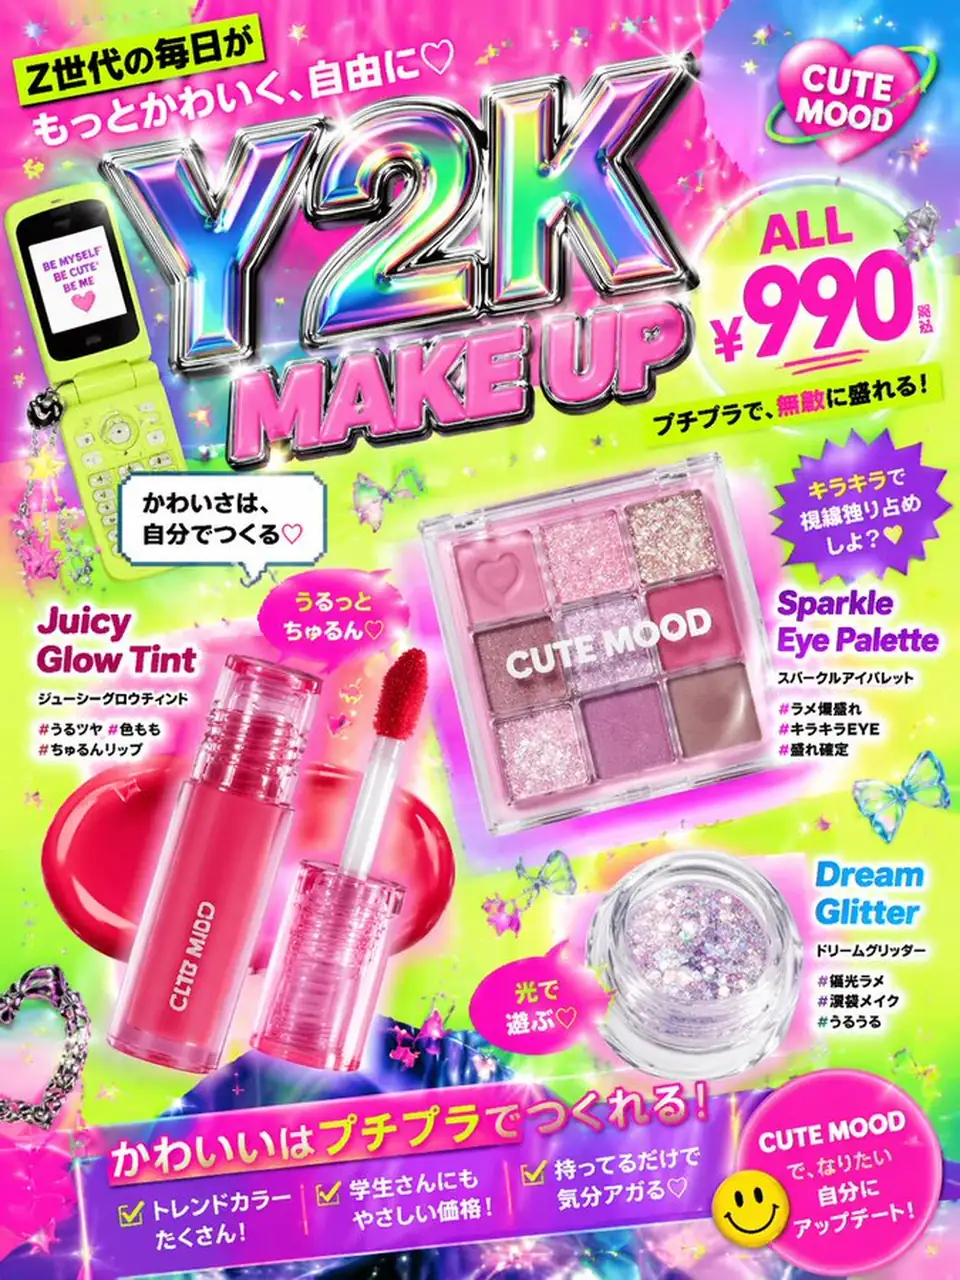 Z世代の毎日が
もっとかわいく、自由に♡
CUTE
MOOD
Y2K
MAKE UP
BE MYSELF
BE CUTE
BE ME
ALL
¥990
プチプラで、無敵に盛れる!
かわいさは、
自分でつくる♡
キラキラで
視線独り占め
しよ?♡
Juicy
Glow Tint
ジューシーグロウティンド
#うるツヤ #色もも
#ちゅるんリップ
うるっと
ちゅるん♡
CUTE MOOD
Sparkle
Eye Palette
スパークルアイパレット
#ラメ爆盛れ
#キラキラEYE
#盛れ確定
Dream
Glitter
ドリームグリッダー
#偏光ラメ
#涙袋メイク
#うるうる
光で
遊ぶ♡
かわいいはプチプラでつくれる!
トレンドカラー
たくさん!
学生さんにも
やさしい価格!
持ってるだけで
気分アガる♡
CUTE MOOD
で、なりたい
自分に
アップデート!